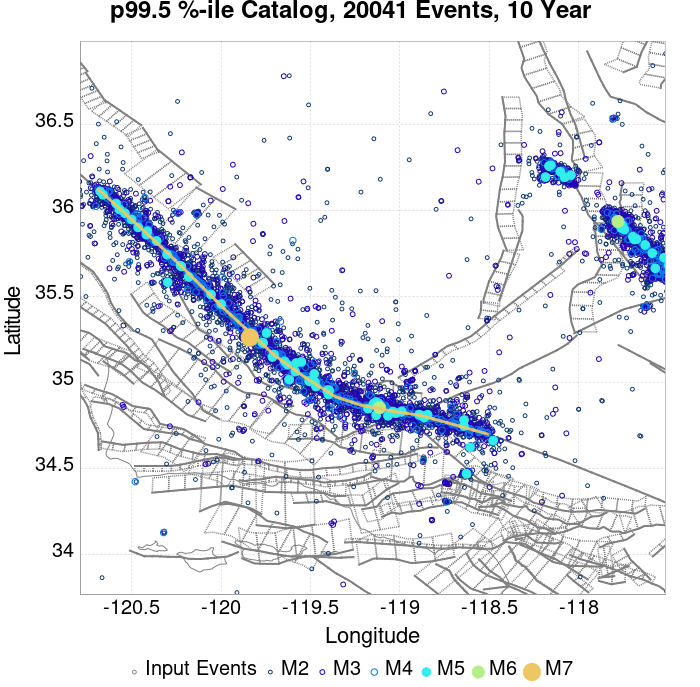 p99.5 %-ile Catalog, 20041 Events, 10 Year
36.5
36
35.5
35
34.5
34
Latitude
-120.5 -120 -119.5 -119 -118.5 -118
Longitude
Input Events M2 M3 M4 M5 M6 M7